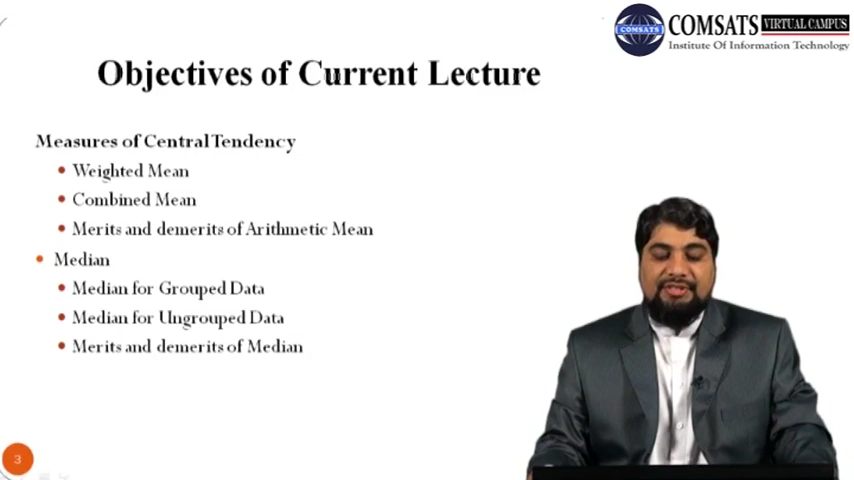 COMSATS VIRTUAL CAMPUS
COMSATS
Institute Of Information Technology
Objectives of Current Lecture
Measures of Central Tendency
• Weighted Mean
• Combined Mean
• Merits and demerits of Arithmetic Mean
• Median
• Median for Grouped Data
• Median for Ungrouped Data
• Merits and demerits of Median
3